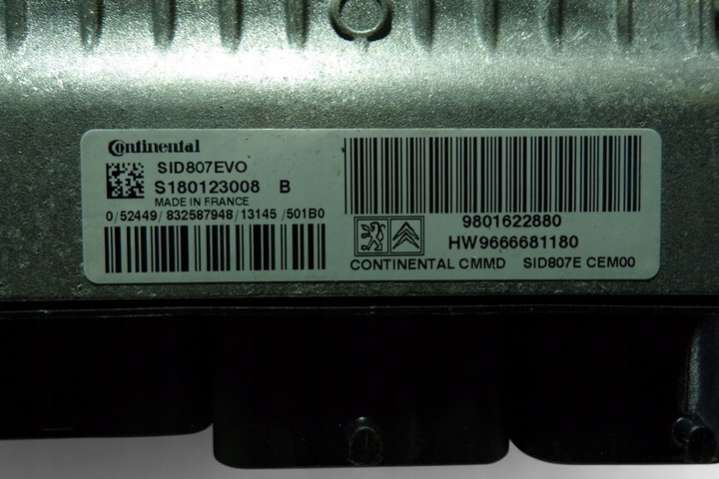 Continental
SID807EVO
S180123008 B
MADE IN FRANCE
0/52449/832587948/13145/501B0
9801622880
HW9666681180
CONTINENTAL CMMD SID807E CEM00